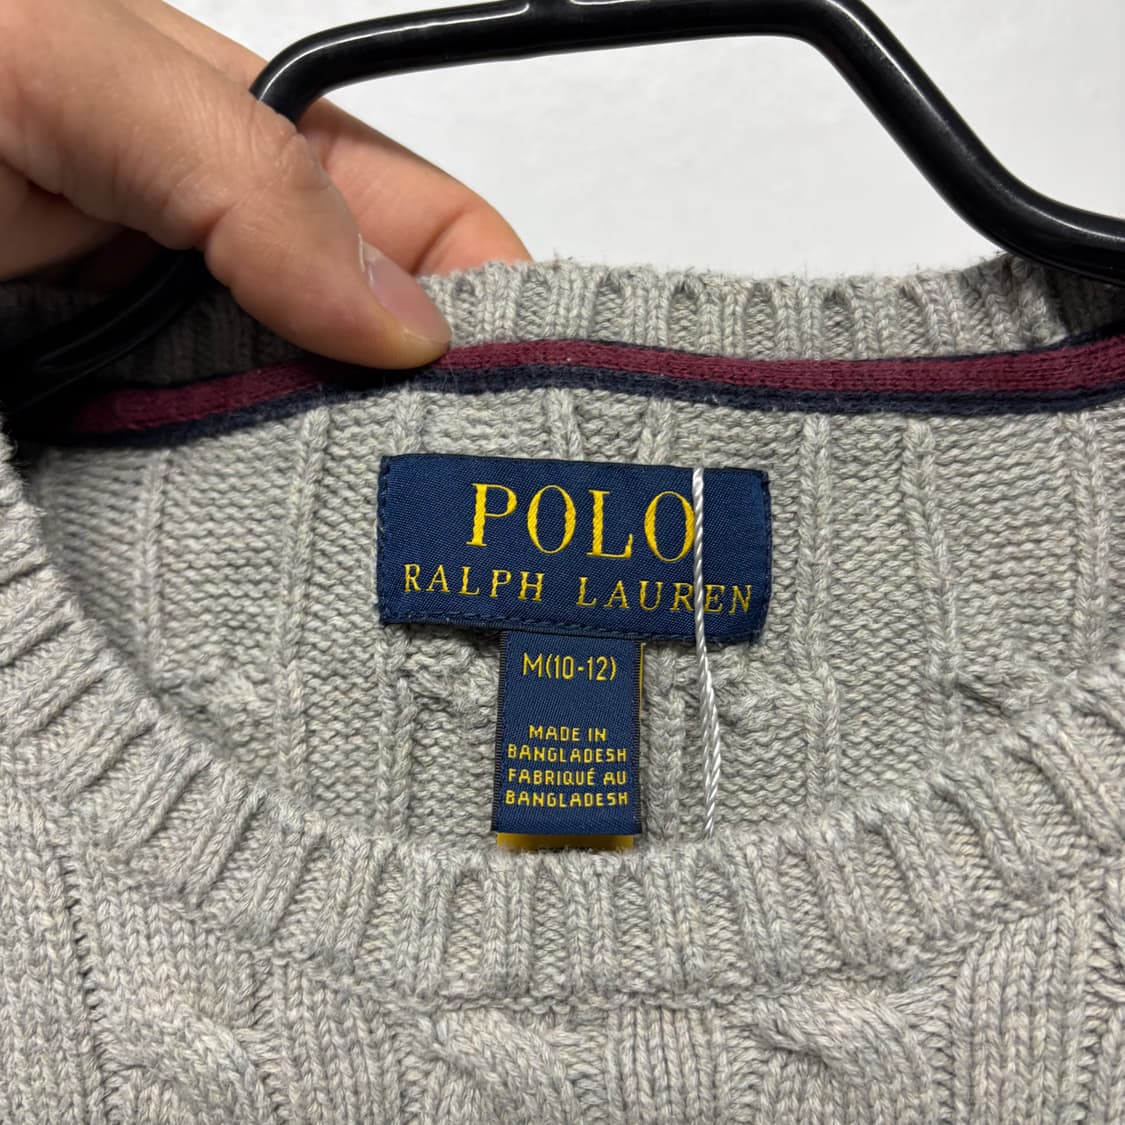 POLO
RALPH LAUREN
M(10-12)
MADE IN
BANGLADESH
FABRIQUÉ AU
BANGLADESH